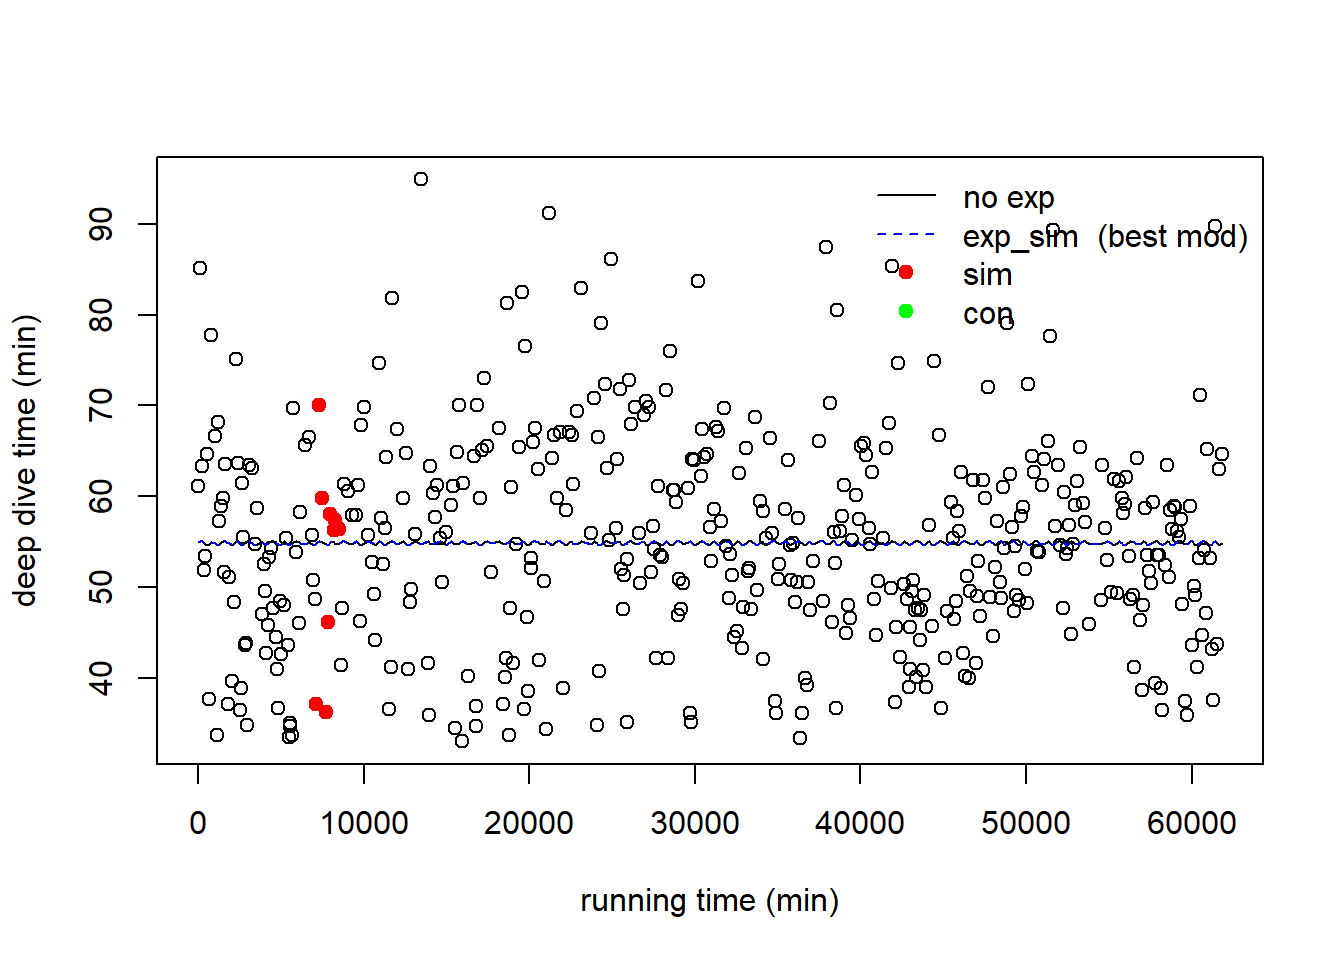 no exp
exp_sim  (best mod)
sim
con
90
80
70
60
50
40
deep dive time (min)
0 10000 20000 30000 40000 50000 60000
running time (min)